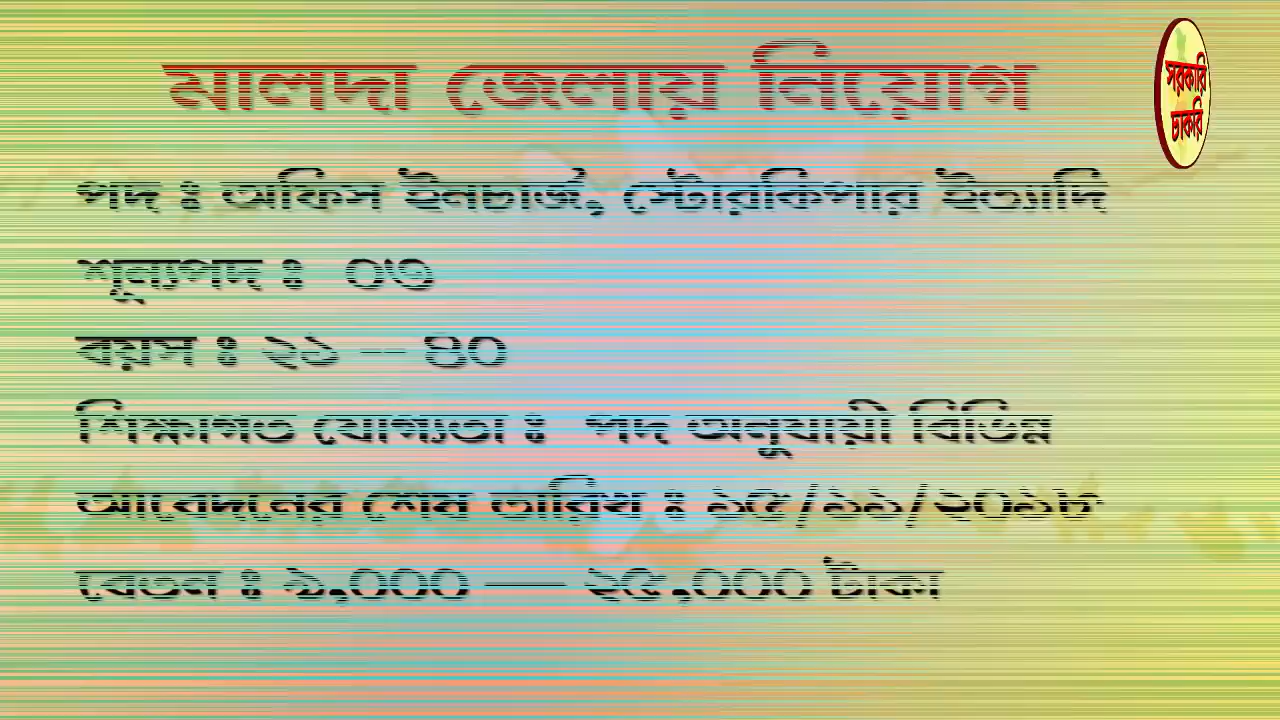 মালদা জেলায় নিয়োগ
সরকারি
চাকরি
পদ ঃ অফিস ইনচার্জ, স্টোরকিপার ইত্যাদি
শূন্যপদ ঃ ০৩
বয়স ঃ ২১ -- ৪০
শিক্ষাগত যোগ্যতা ঃ পদ অনুযায়ী বিভিন্ন
আবেদনের শেষ তারিখ ঃ ১৫/১১/২০১৮
বেতন ঃ ৯,০০০ — ২৫,০০০ টাকা